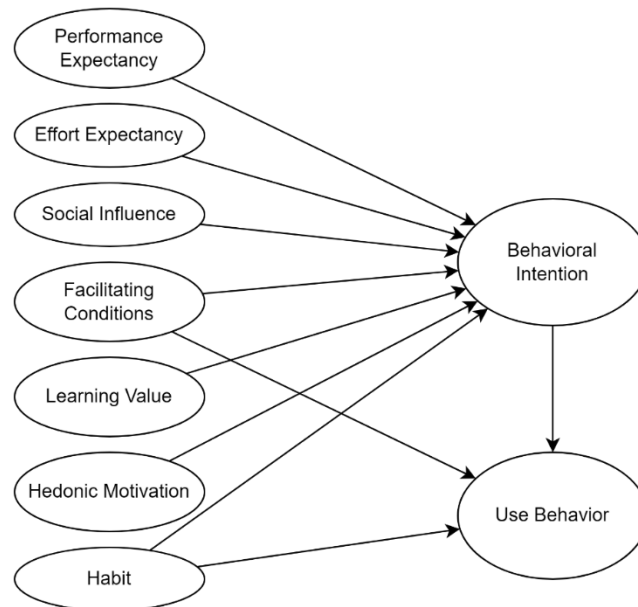 Performance
Expectancy
Effort Expectancy
Social Influence
Facilitating
Conditions
Learning Value
Hedonic Motivation
Habit
Behavioral
Intention
Use Behavior